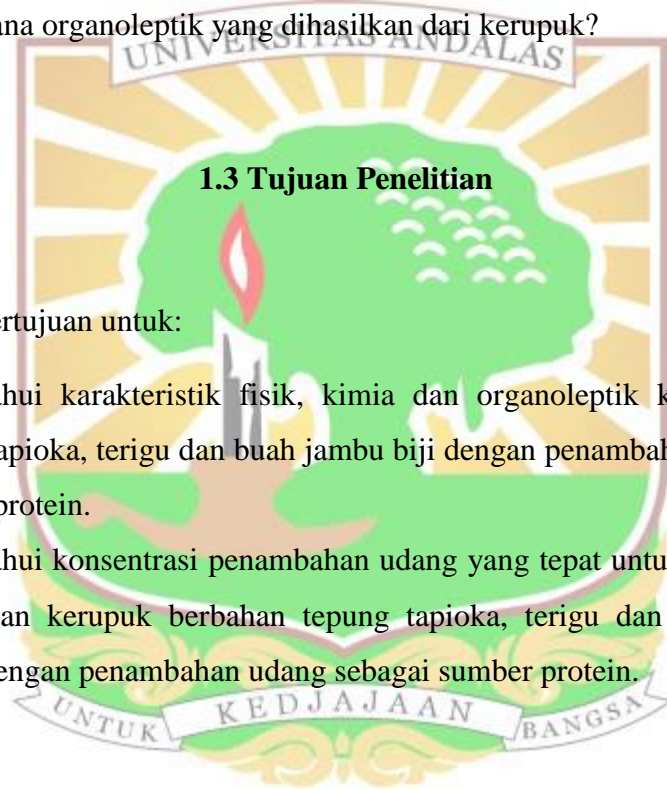 ana organoleptik yang dihasilkan dari kerupuk?
UNIVERSITAS ANDALAS
1.3 Tujuan Penelitian
ertujuan untuk:
ahui karakteristik fisik, kimia dan organoleptik k
apioka, terigu dan buah jambu biji dengan penambah
protein.
ahui konsentrasi penambahan udang yang tepat untu
an kerupuk berbahan tepung tapioka, terigu dan
engan penambahan udang sebagai sumber protein.
UNTUK KEDJAJAAN BANGSA